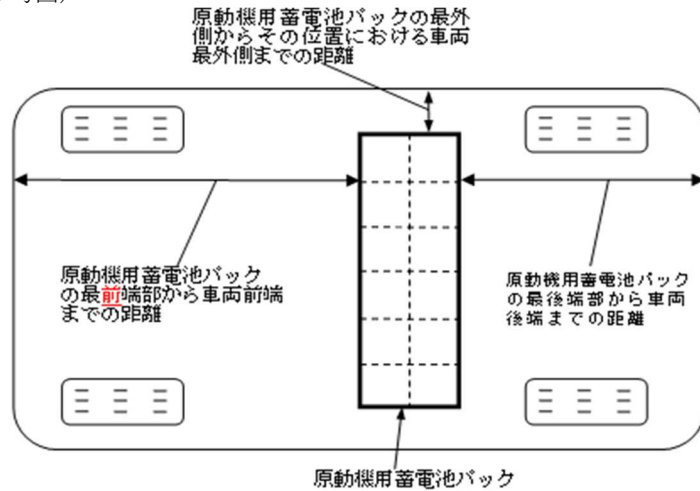 考図）
原動機用蓄電池パックの最外
側からその位置における車両
最外側までの距離
原動機用蓄電池パック
の最前端部から車両前端
までの距離
原動機用蓄電池パック
の最後端部から車両
後端までの距離
原動機用蓄電池パック